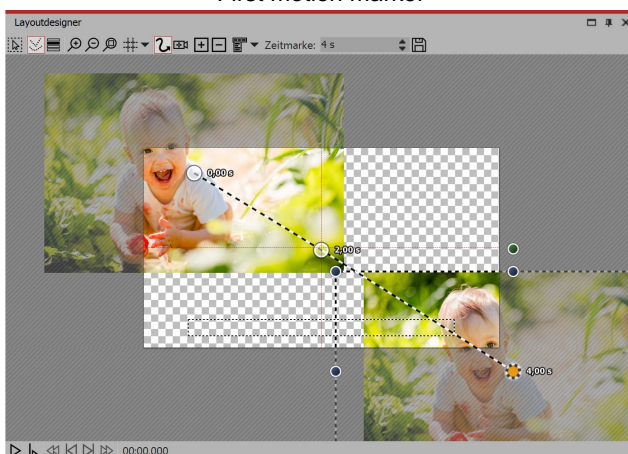 First motion marker
Layoutdesigner
Zeitmarke: 4 s
0,00 s
2,00 s
4,00 s
00:00,000